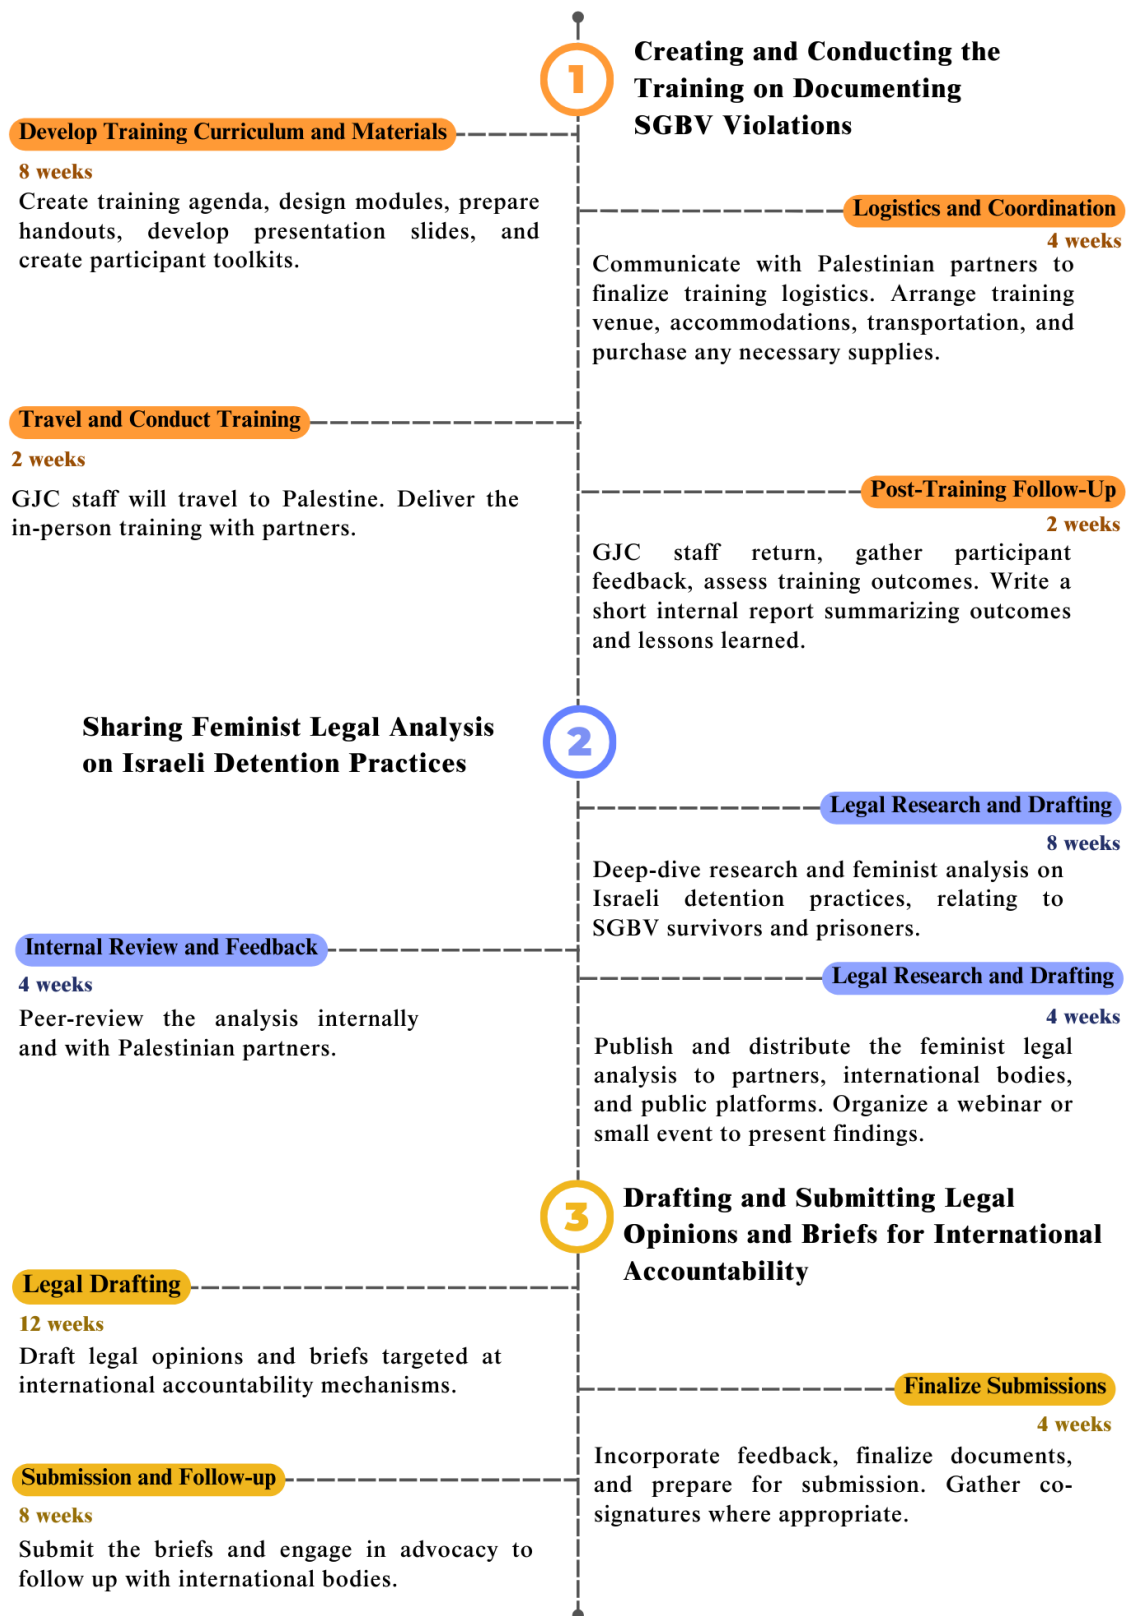 1
Creating and Conducting the
Training on Documenting
SGBV Violations
Develop Training Curriculum and Materials
8 weeks
Create training agenda, design modules, prepare
handouts, develop presentation slides, and
create participant toolkits.
Logistics and Coordination
4 weeks
Communicate with Palestinian partners to
finalize training logistics. Arrange training
venue, accommodations, transportation, and
purchase any necessary supplies.
Travel and Conduct Training
2 weeks
GJC staff will travel to Palestine. Deliver the
in-person training with partners.
Post-Training Follow-Up
2 weeks
GJC staff return, gather participant
feedback, assess training outcomes. Write a
short internal report summarizing outcomes
and lessons learned.
Sharing Feminist Legal Analysis
on Israeli Detention Practices
2
Legal Research and Drafting
8 weeks
Deep-dive research and feminist analysis on
Israeli detention practices, relating to
SGBV survivors and prisoners.
Internal Review and Feedback
4 weeks
Peer-review the analysis internally
and with Palestinian partners.
Legal Research and Drafting
4 weeks
Publish and distribute the feminist legal
analysis to partners, international bodies,
and public platforms. Organize a webinar or
small event to present findings.
3
Drafting and Submitting Legal
Opinions and Briefs for International
Accountability
Legal Drafting
12 weeks
Draft legal opinions and briefs targeted at
international accountability mechanisms.
Finalize Submissions
4 weeks
Incorporate feedback, finalize documents,
and prepare for submission. Gather co-
signatures where appropriate.
Submission and Follow-up
8 weeks
Submit the briefs and engage in advocacy to
follow up with international bodies.